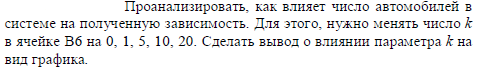 Проанализировать, как влияет число автомобилей в
системе на полученную зависимость. Для этого, нужно менять число k
в ячейке B6 на 0, 1, 5, 10, 20. Сделать вывод о влиянии параметра k на
вид графика.